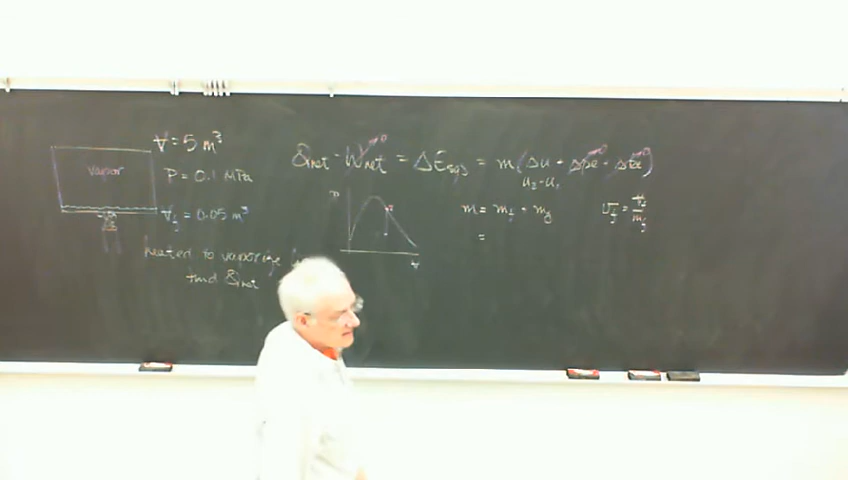 vapor
V = 5 m³
P = 0.1 MPa
V_f = 0.05 m³
heated to vaporize
find Q_net
Q_net - W_net = ΔE_sys = m(Δu + Δpe + Δke)
u₂-u₁
m = m_f + m_g
=
v_f = V_f / m_f